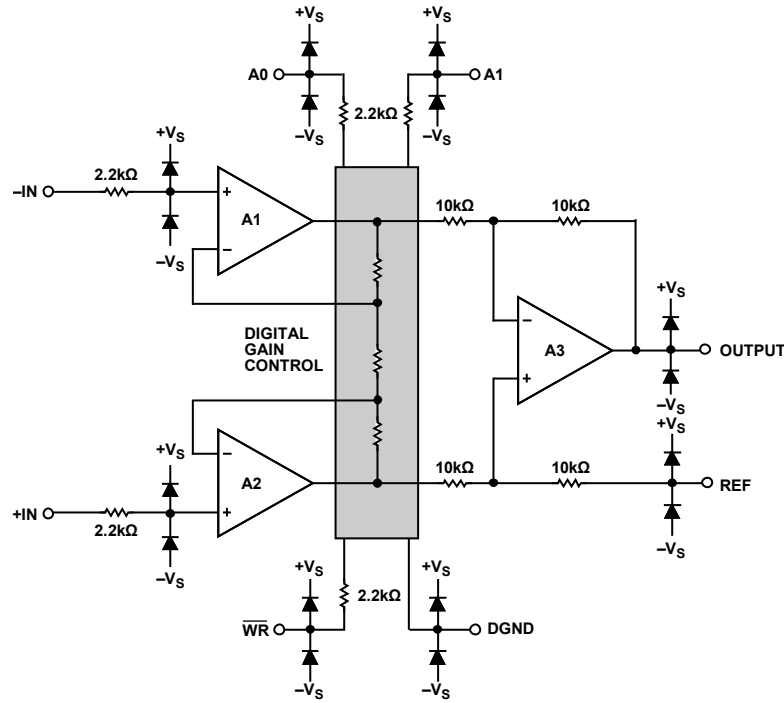 +VS
+VS
A0
A1
2.2kΩ
2.2kΩ
–VS
–VS
+VS
–IN
2.2kΩ
A1
+
–
–VS
10kΩ
10kΩ
DIGITAL
GAIN
CONTROL
–
A3
+
+VS
OUTPUT
–VS
+VS
–
A2
+
+VS
+IN
2.2kΩ
–VS
10kΩ
10kΩ
REF
–VS
+VS
2.2kΩ
+VS
W̅R̅
DGND
–VS
–VS